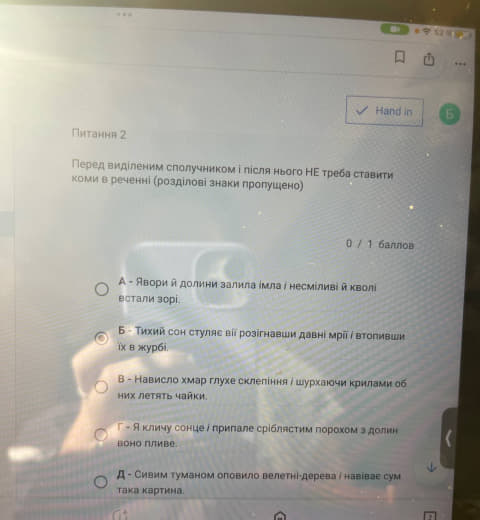 52 %
Hand in
Б
Питання 2
Перед виділеним сполучником і після нього НЕ треба ставити
коми в реченні (розділові знаки пропущено)
0 / 1 баллов
А - Явори й долини залила імла і несміливі й кволі
встали зорі.
Б - Тихий сон стуляє вії розігнавши давні мрії і втопивши
їх в журбі.
В - Нависло хмар глухе склепіння і шурхаючи крилами об
них летять чайки.
Г - Я кличу сонце і припале сріблястим порохом з долин
воно пливе.
Д - Сивим туманом оповило велетні-дерева і навіває сум
така картина.